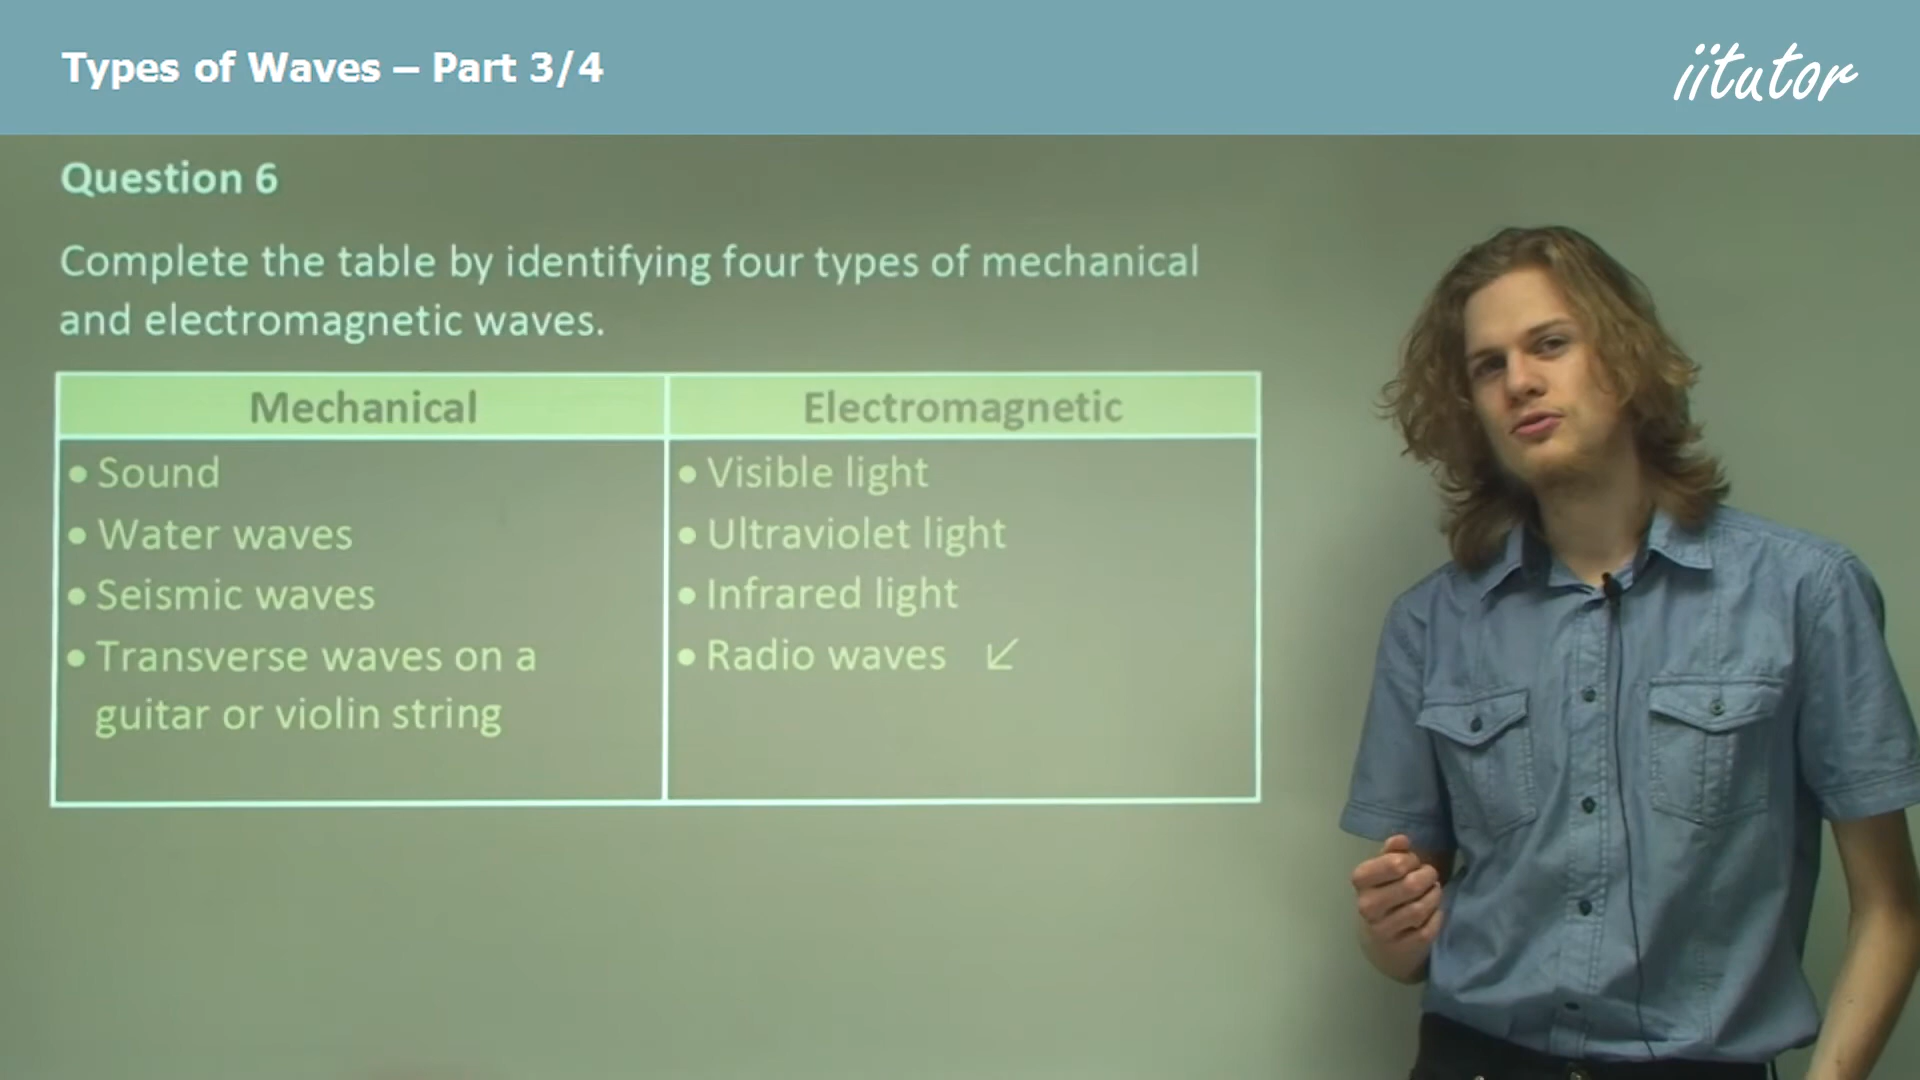 Types of Waves – Part 3/4
iitutor
Question 6
Complete the table by identifying four types of mechanical
and electromagnetic waves.
Mechanical
Electromagnetic
• Sound
• Water waves
• Seismic waves
• Transverse waves on a
guitar or violin string
• Visible light
• Ultraviolet light
• Infrared light
• Radio waves